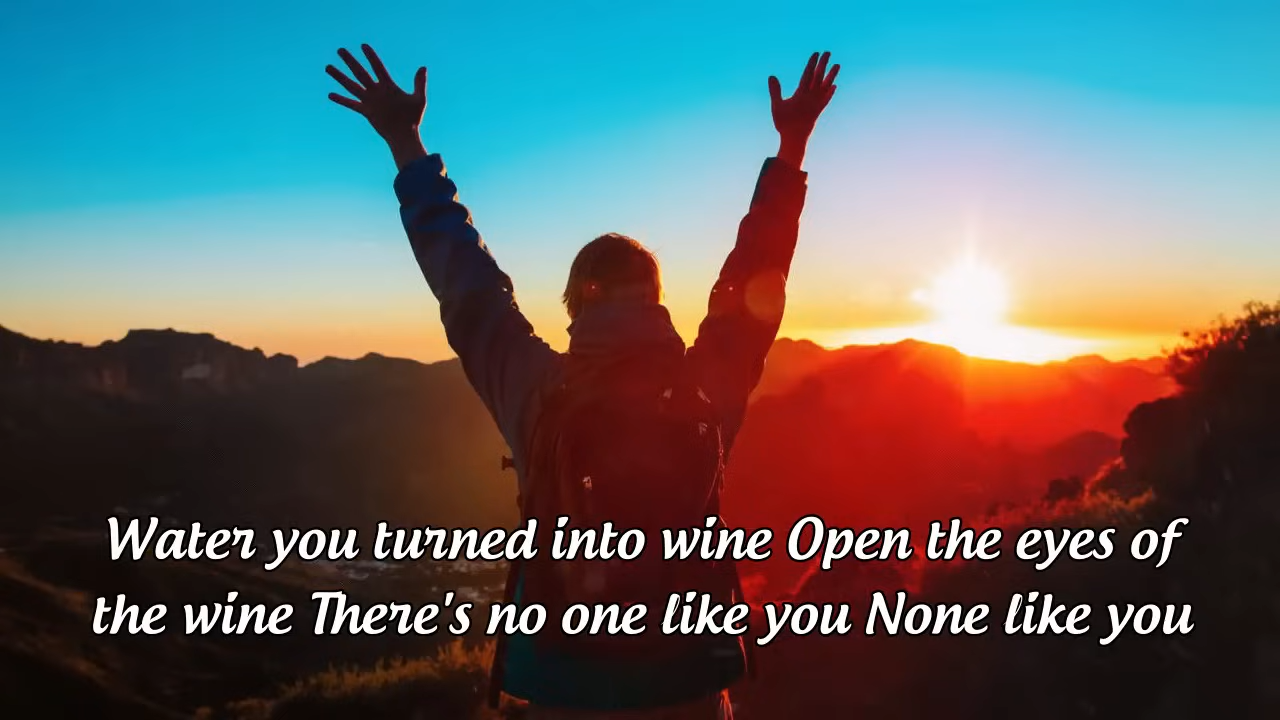 Water you turned into wine Open the eyes of
the wine There's no one like you None like you